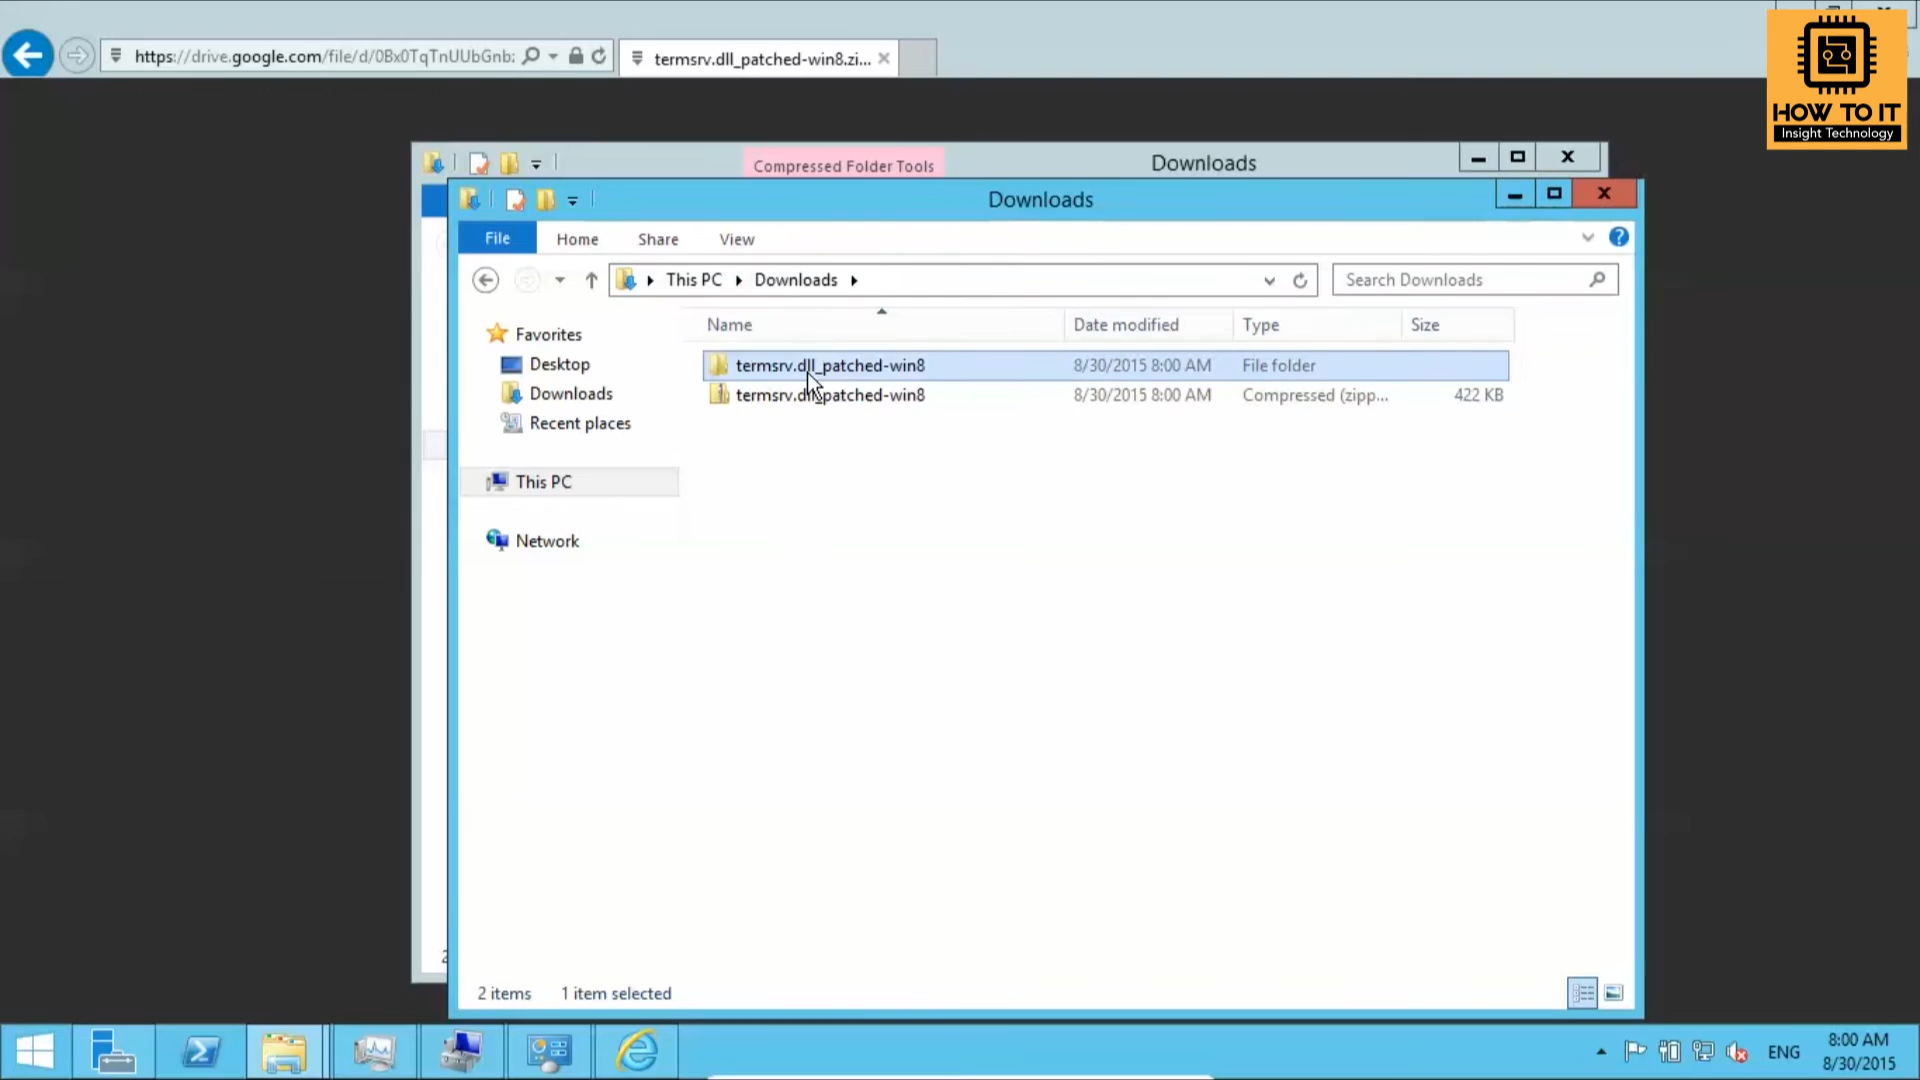 https://drive.google.com/file/d/0Bx0TqTnUUbGnb:
termsrv.dll_patched-win8.zi...
HOW TO IT
Insight Technology
Compressed Folder Tools
Downloads
Downloads
File
Home
Share
View
This PC
Downloads
Search Downloads
Name
Date modified
Type
Size
Favorites
Desktop
Downloads
Recent places
This PC
Network
termsrv.dll_patched-win8
8/30/2015 8:00 AM
File folder
termsrv.dll_patched-win8
8/30/2015 8:00 AM
Compressed (zipp...
422 KB
2 items
1 item selected
ENG
8:00 AM
8/30/2015